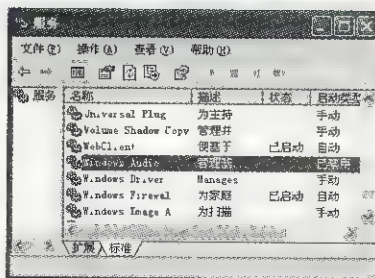 服务
文件(F) 操作(A) 查看(V) 帮助(H)
服务
名称 描述 状态 启动类型
Universal Plug 为主持 手动
Volume Shadow Copy 管理并 手动
WebClient 使基于 已启动 自动
Windows Audio 管理基 已禁用
Windows Driver Manages 手动
Windows Firewall 为家庭 已启动 自动
Windows Image A 为扫描 手动
扩展 标准